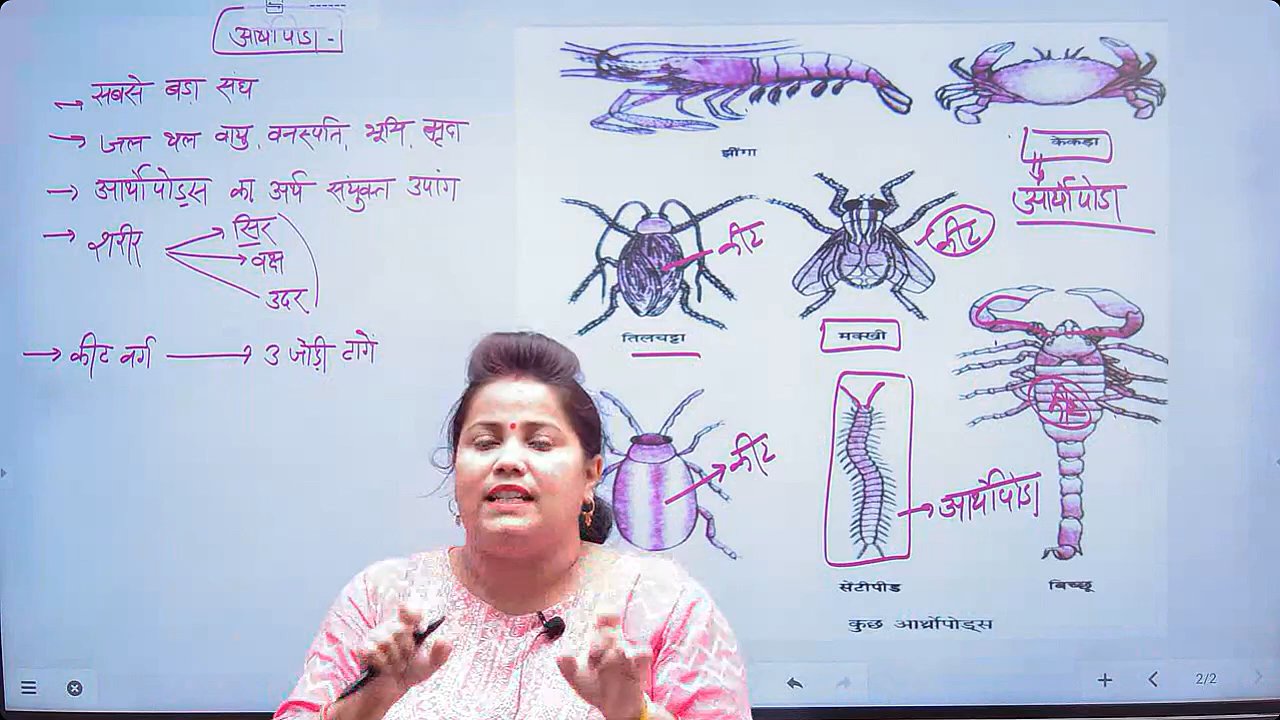 आर्थोपोडा -
→ सबसे बड़ा संघ
→ जल थल वायु, वनस्पति, भूमि, मृदा
→ आर्थोपोड्स का अर्थ संयुक्त उपांग
→ शरीर → सिर
→ वक्ष
उदर
→ कीट वर्ग → 3 जोड़ी टांगें
झींगा
केकड़ा
आर्थोपोडा
कीट
कीट
तिलचट्टा
मक्खी
कीट
कीट
→ आर्थोपोडा
सेंटीपीड
बिच्छू
कुछ आर्थ्रोपोड्स
2/2